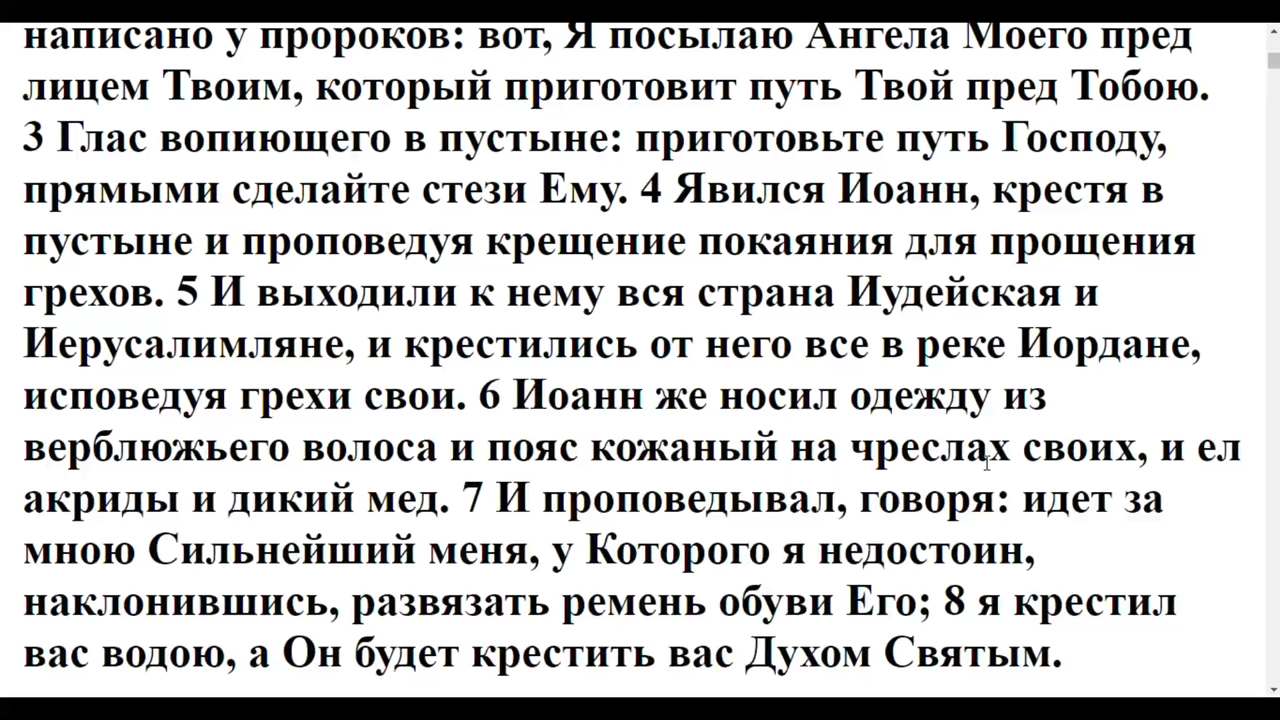 написано у пророков: вот, Я посылаю Ангела Моего пред
лицем Твоим, который приготовит путь Твой пред Тобою.
3 Глас вопиющего в пустыне: приготовьте путь Господу,
прямыми сделайте стези Ему. 4 Явился Иоанн, крестя в
пустыне и проповедуя крещение покаяния для прощения
грехов. 5 И выходили к нему вся страна Иудейская и
Иерусалимляне, и крестились от него все в реке Иордане,
исповедуя грехи свои. 6 Иоанн же носил одежду из
верблюжьего волоса и пояс кожаный на чреслах своих, и ел
акриды и дикий мед. 7 И проповедывал, говоря: идет за
мною Сильнейший меня, у Которого я недостоин,
наклонившись, развязать ремень обуви Его; 8 я крестил
вас водою, а Он будет крестить вас Духом Святым.